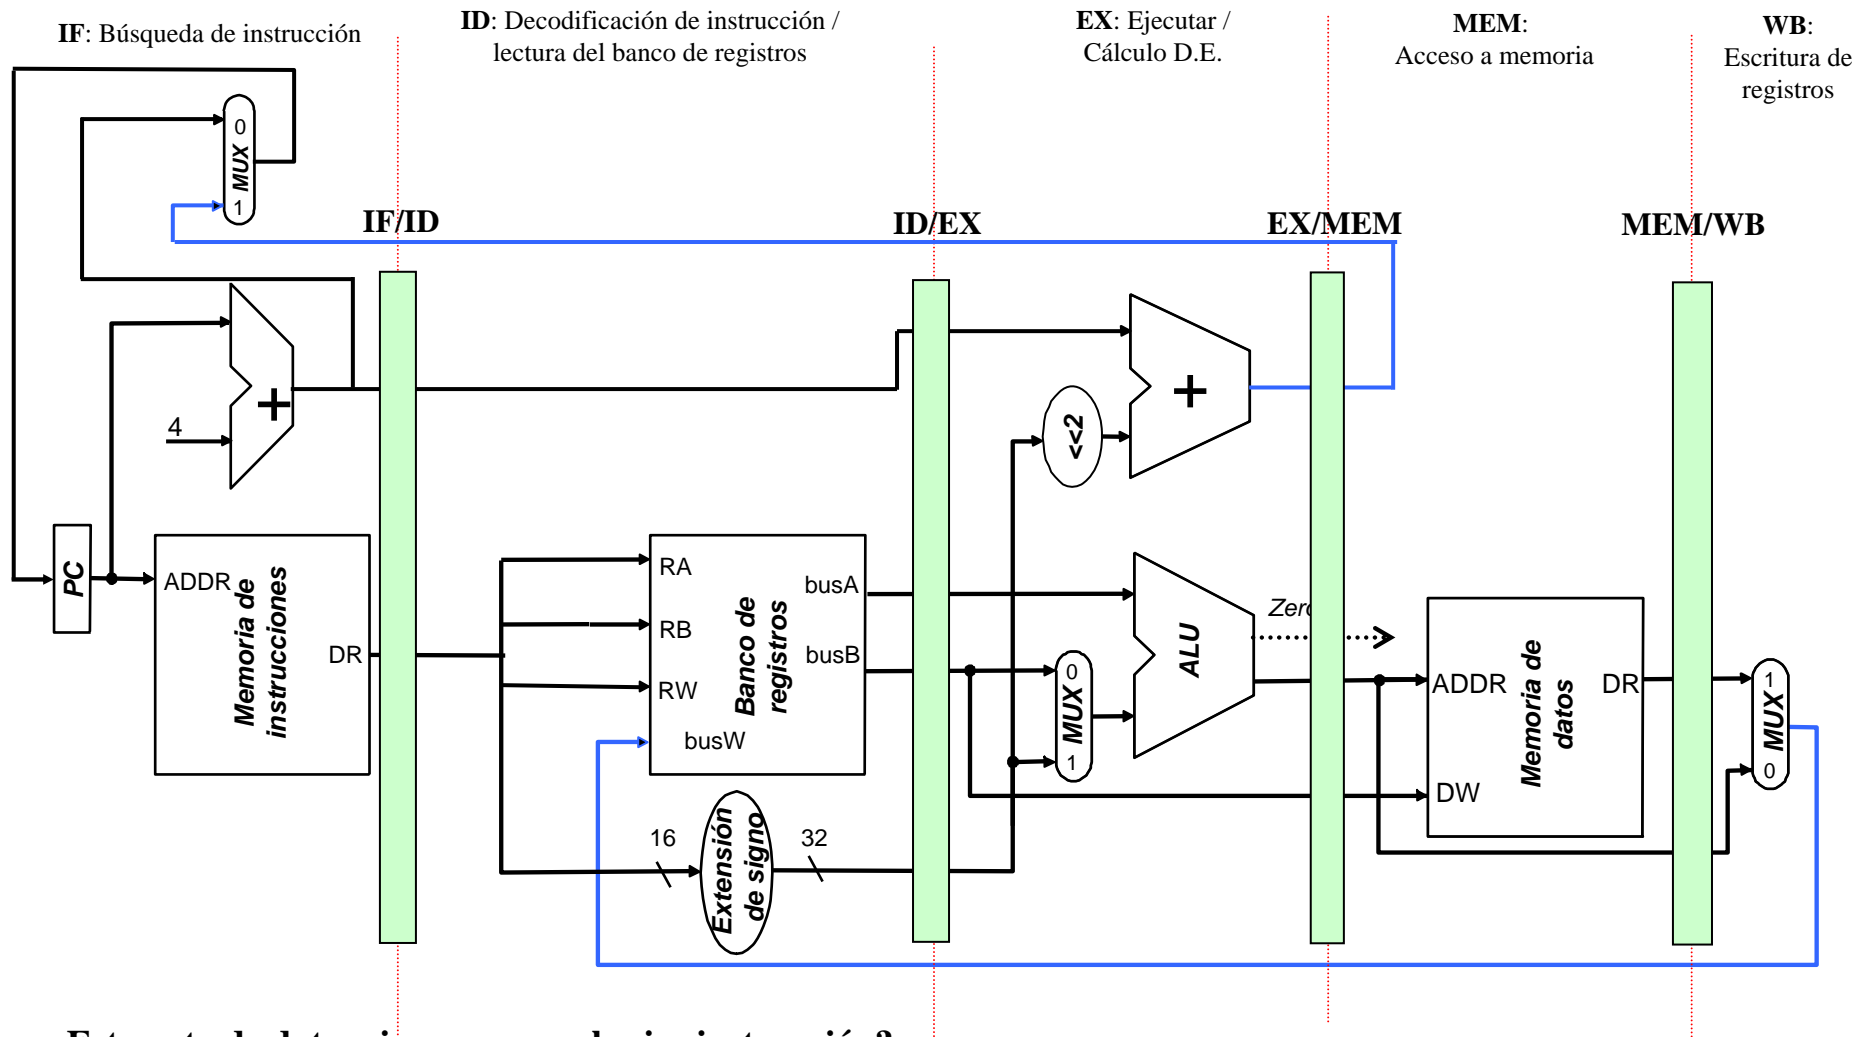 IF: Búsqueda de instrucción
ID: Decodificación de instrucción /
lectura del banco de registros
EX: Ejecutar /
Cálculo D.E.
MEM:
Acceso a memoria
WB:
Escritura de
registros
0
MUX
1
IF/ID
ID/EX
EX/MEM
MEM/WB
+
4
+
<<2
PC
ADDR
Memoria de
instrucciones
DR
RA
RB
RW
busW
Banco de
registros
busA
busB
0
MUX
1
ALU
Zero
ADDR
DW
Memoria de
datos
DR
1
MUX
0
16
Extensión
de signo
32